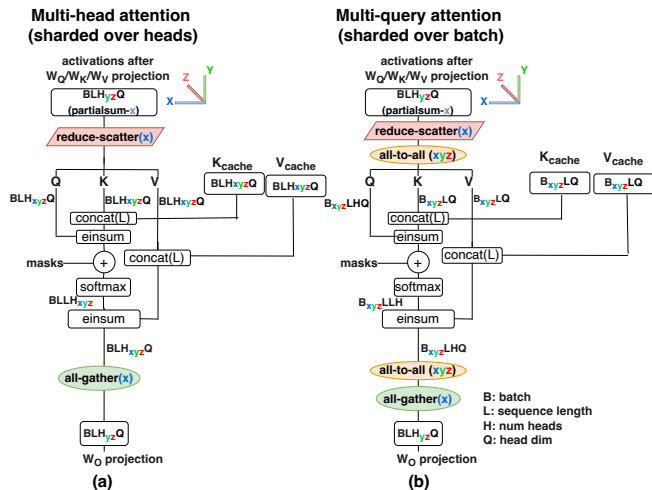 Multi-head attention
(sharded over heads)
activations after
WQ/WK/WV projection
Z
Y
X
BLHyzQ
(partialsum-x)
reduce-scatter(x)
Kcache
Vcache
BLHxyzQ
BLHxyzQ
Q
K
V
BLHxyzQ
BLHxyzQ
BLHxyzQ
concat(L)
einsum
concat(L)
masks
+
softmax
BLLHxyz
einsum
BLHxyzQ
all-gather(x)
BLHyzQ
WO projection
(a)
Multi-query attention
(sharded over batch)
activations after
WQ/WK/WV projection
Z
Y
X
BLHyzQ
(partialsum-x)
reduce-scatter(x)
all-to-all (xyz)
Kcache
Vcache
BxyzLQ
BxyzLQ
Q
K
V
BxyzLHQ
BxyzLQ
BxyzLQ
concat(L)
einsum
concat(L)
masks
+
softmax
BxyzLLH
einsum
BxyzLHQ
all-to-all (xyz)
all-gather(x)
BLHyzQ
WO projection
(b)
B: batch
L: sequence length
H: num heads
Q: head dim